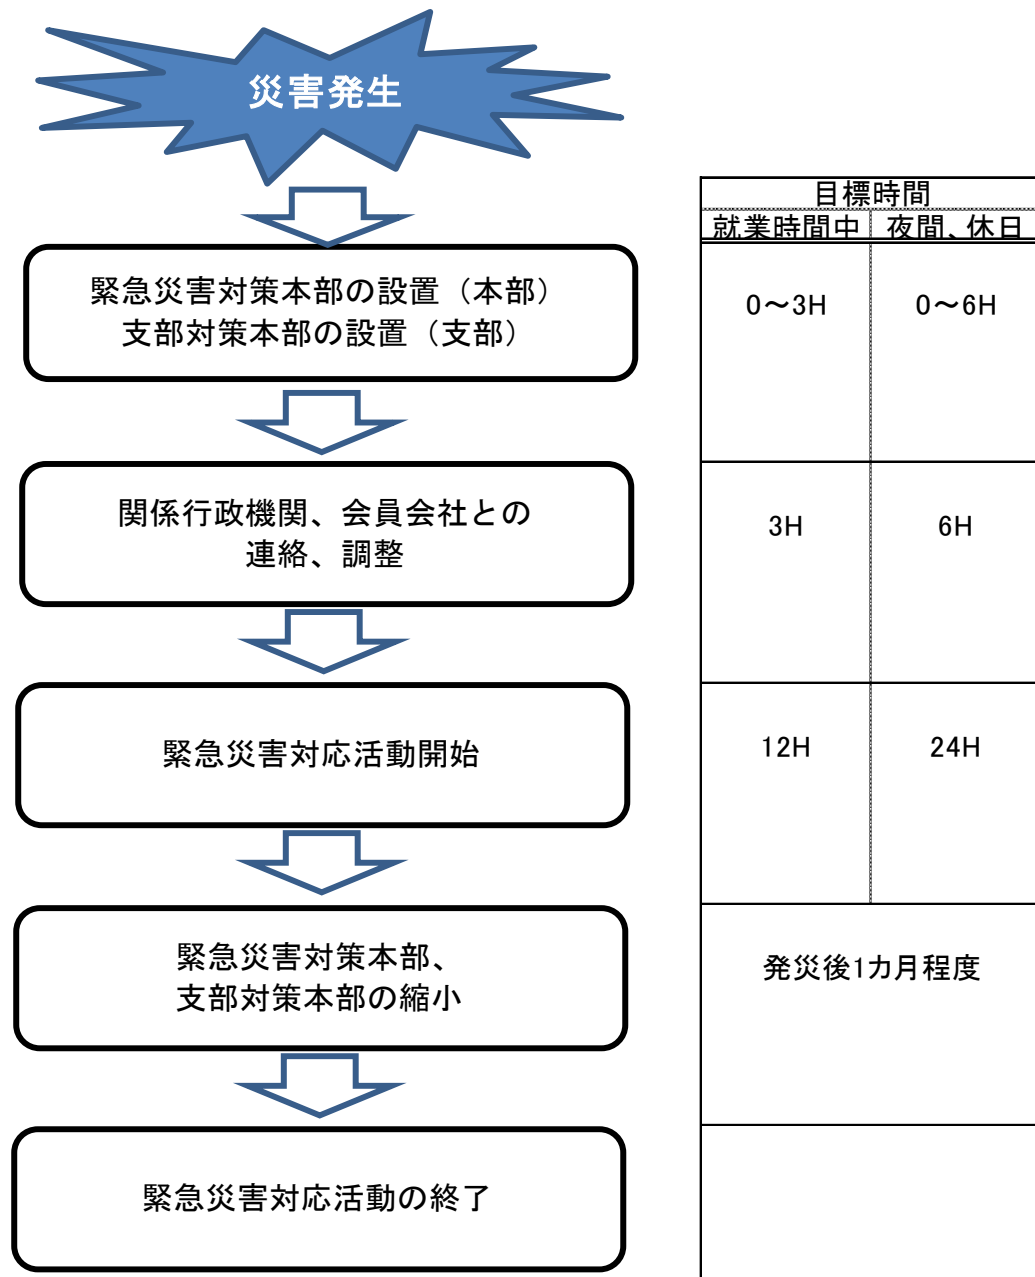 災害発生
目標時間
就業時間中 夜間、休日
緊急災害対策本部の設置（本部）
支部対策本部の設置（支部）
0～3H 0～6H
関係行政機関、会員会社との
連絡、調整
3H 6H
緊急災害対応活動開始
12H 24H
緊急災害対策本部、
支部対策本部の縮小
発災後1カ月程度
緊急災害対応活動の終了